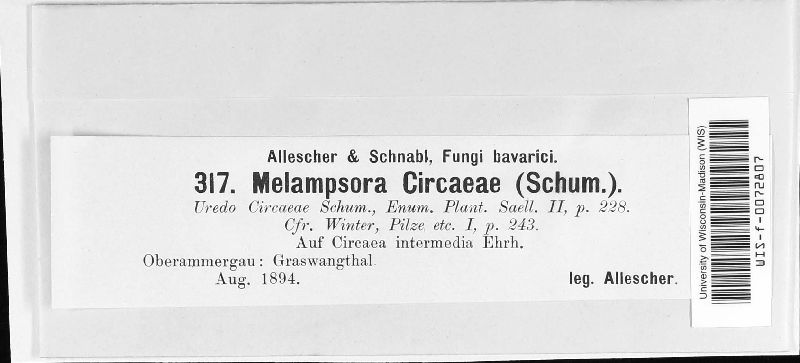 Allescher & Schnabl, Fungi bavarici.
317. Melampsora Circaeae (Schum.).
Uredo Circaeae Schum., Enum. Plant. Saell. II, p. 228.
Cfr. Winter, Pilze etc. I, p. 243.
Auf Circaea intermedia Ehrh.
Oberammergau: Graswangthal.
Aug. 1894.
leg. Allescher.
University of Wisconsin-Madison (WIS)
WIS-f-0072807